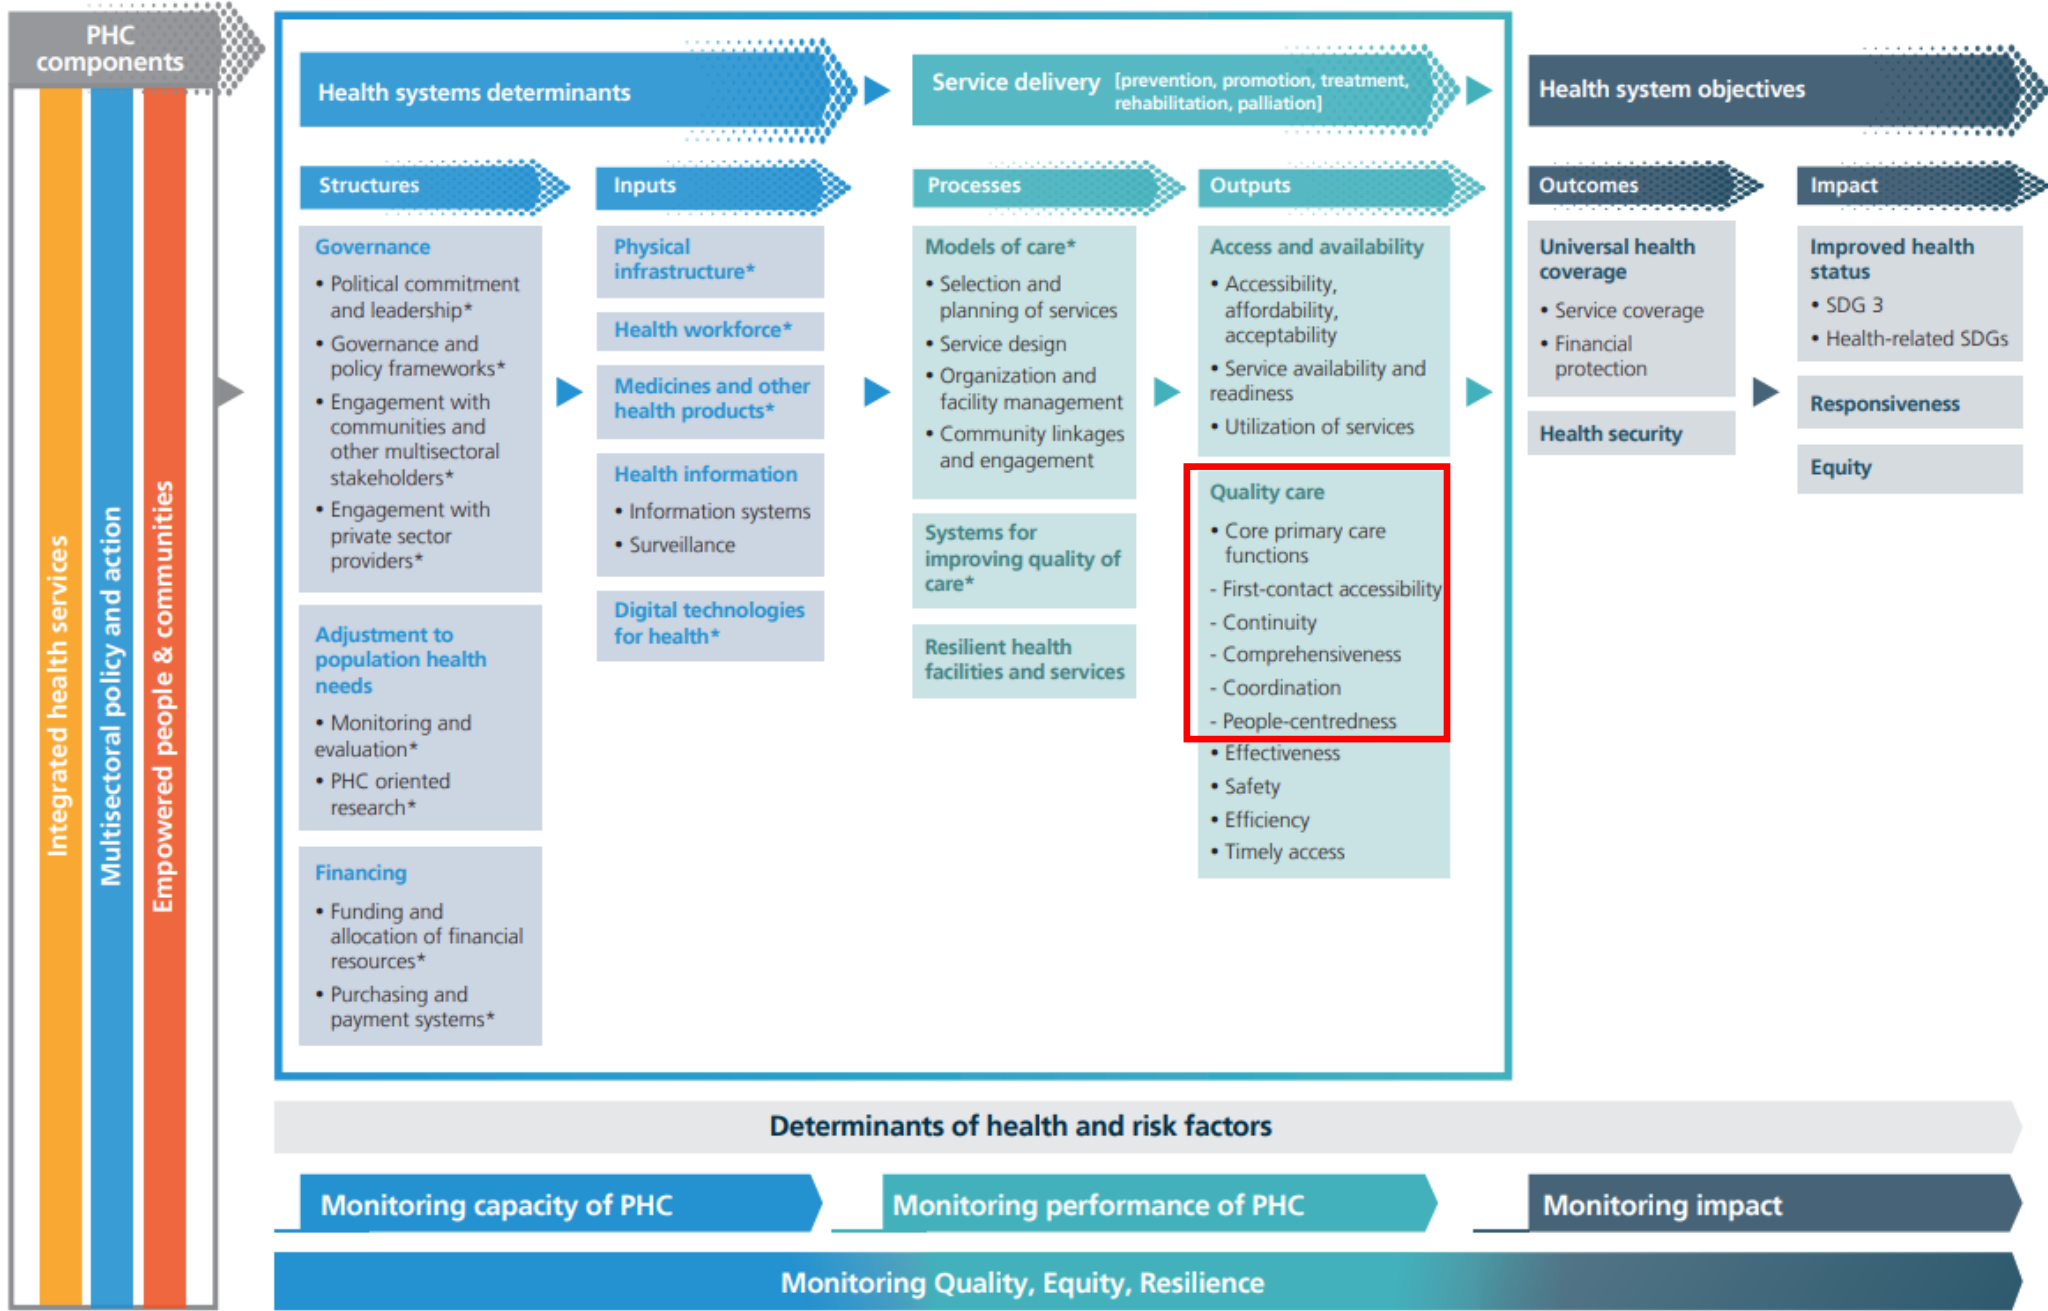 PHC
components
Integrated health services
Multisectoral policy and action
Empowered people & communities
Health systems determinants
Structures
Governance
• Political commitment
and leadership*
• Governance and
policy frameworks*
• Engagement with
communities and
other multisectoral
stakeholders*
• Engagement with
private sector
providers*
Adjustment to
population health
needs
• Monitoring and
evaluation*
• PHC oriented
research*
Financing
• Funding and
allocation of financial
resources*
• Purchasing and
payment systems*
Inputs
Physical
infrastructure*
Health workforce*
Medicines and other
health products*
Health information
• Information systems
• Surveillance
Digital technologies
for health*
Service delivery [prevention, promotion, treatment,
rehabilitation, palliation]
Processes
Models of care*
• Selection and
planning of services
• Service design
• Organization and
facility management
• Community linkages
and engagement
Systems for
improving quality of
care*
Resilient health
facilities and services
Outputs
Access and availability
• Accessibility,
affordability,
acceptability
• Service availability and
readiness
• Utilization of services
Quality care
• Core primary care
functions
- First-contact accessibility
- Continuity
- Comprehensiveness
- Coordination
- People-centredness
• Effectiveness
• Safety
• Efficiency
• Timely access
Health system objectives
Outcomes
Universal health
coverage
• Service coverage
• Financial
protection
Health security
Impact
Improved health
status
• SDG 3
• Health-related SDGs
Responsiveness
Equity
Determinants of health and risk factors
Monitoring capacity of PHC
Monitoring performance of PHC
Monitoring impact
Monitoring Quality, Equity, Resilience